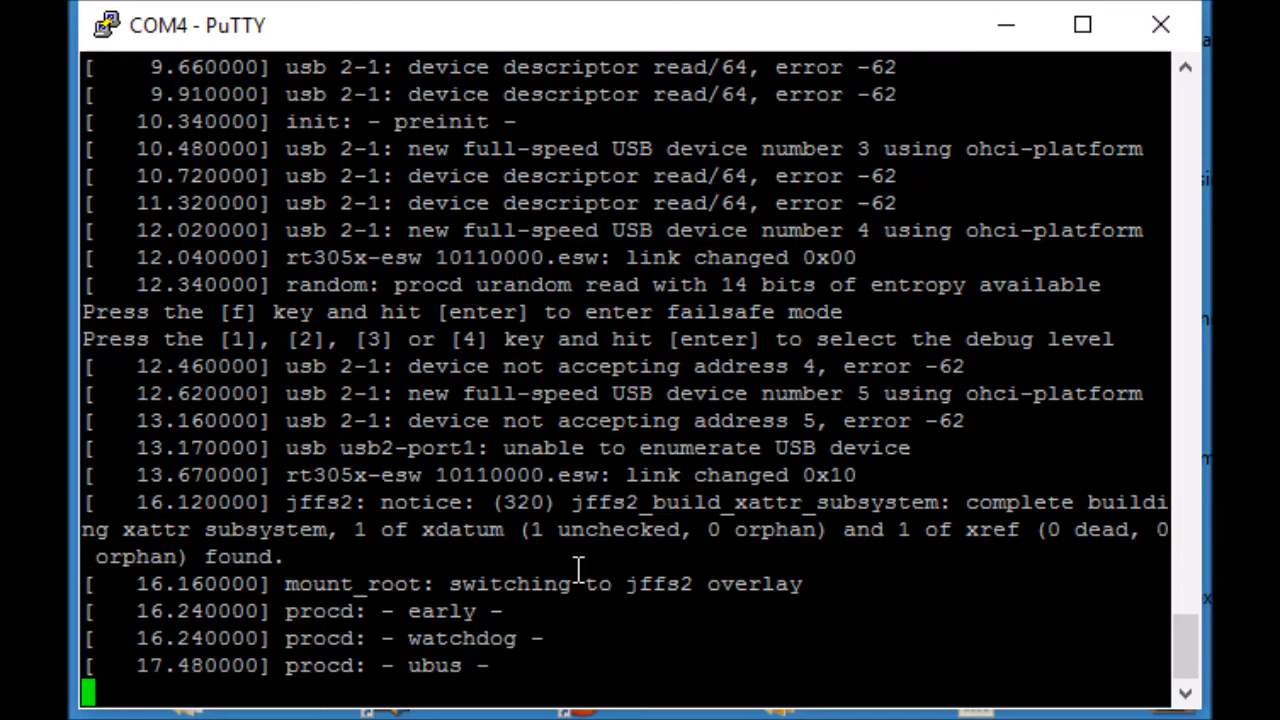 COM4 - PuTTY
[    9.660000] usb 2-1: device descriptor read/64, error -62
[    9.910000] usb 2-1: device descriptor read/64, error -62
[   10.340000] init: - preinit -
[   10.480000] usb 2-1: new full-speed USB device number 3 using ohci-platform
[   10.720000] usb 2-1: device descriptor read/64, error -62
[   11.320000] usb 2-1: device descriptor read/64, error -62
[   12.020000] usb 2-1: new full-speed USB device number 4 using ohci-platform
[   12.040000] rt305x-esw 10110000.esw: link changed 0x00
[   12.340000] random: procd urandom read with 14 bits of entropy available
Press the [f] key and hit [enter] to enter failsafe mode
Press the [1], [2], [3] or [4] key and hit [enter] to select the debug level
[   12.460000] usb 2-1: device not accepting address 4, error -62
[   12.620000] usb 2-1: new full-speed USB device number 5 using ohci-platform
[   13.160000] usb 2-1: device not accepting address 5, error -62
[   13.170000] usb usb2-port1: unable to enumerate USB device
[   13.670000] rt305x-esw 10110000.esw: link changed 0x10
[   16.120000] jffs2: notice: (320) jffs2_build_xattr_subsystem: complete buildi
ng xattr subsystem, 1 of xdatum (1 unchecked, 0 orphan) and 1 of xref (0 dead, 0
 orphan) found.
[   16.160000] mount_root: switching to jffs2 overlay
[   16.240000] procd: - early -
[   16.240000] procd: - watchdog -
[   17.480000] procd: - ubus -